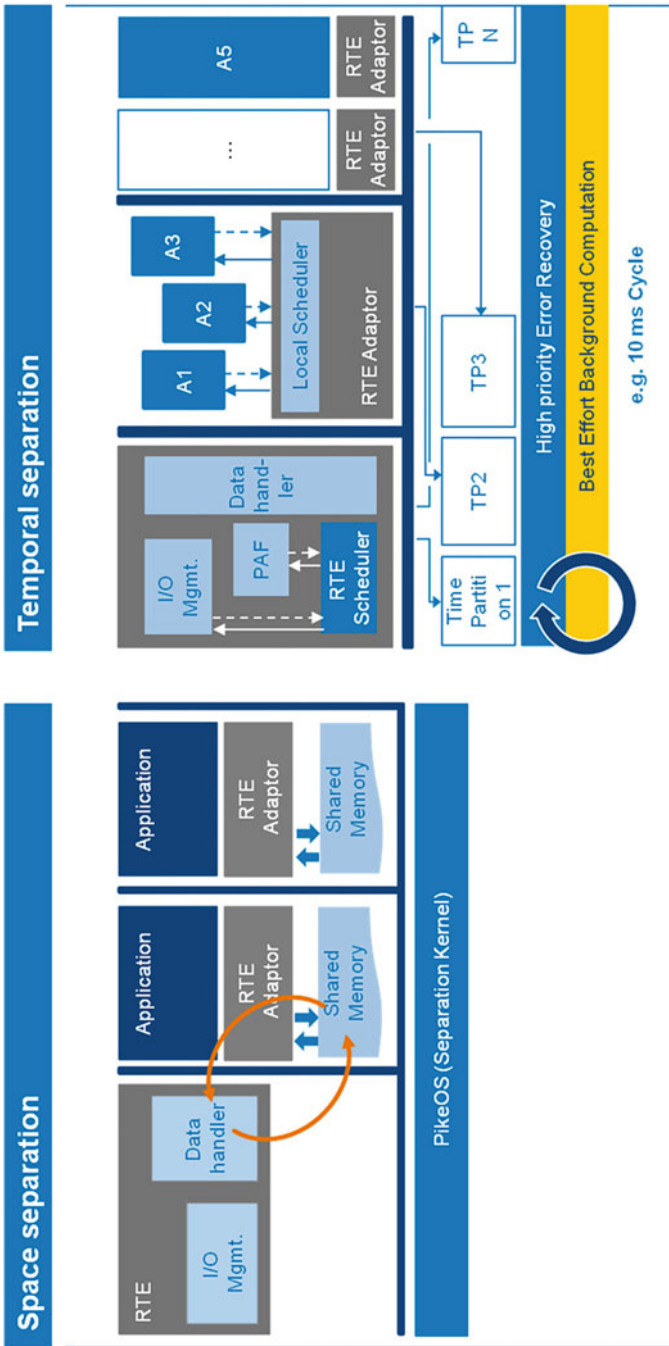 Space separation
RTE
I/O
Mgmt.
Data
handler
Application
RTE
Adaptor
Shared
Memory
Application
RTE
Adaptor
Shared
Memory
PikeOS (Separation Kernel)
Temporal separation
I/O
Mgmt.
PAF
RTE
Scheduler
Data
hand-
ler
A1
A2
A3
Local Scheduler
RTE Adaptor
...
RTE
Adaptor
A5
RTE
Adaptor
Time
Partiti
on 1
TP2
TP3
TP
N
High priority Error Recovery
Best Effort Background Computation
e.g. 10 ms Cycle